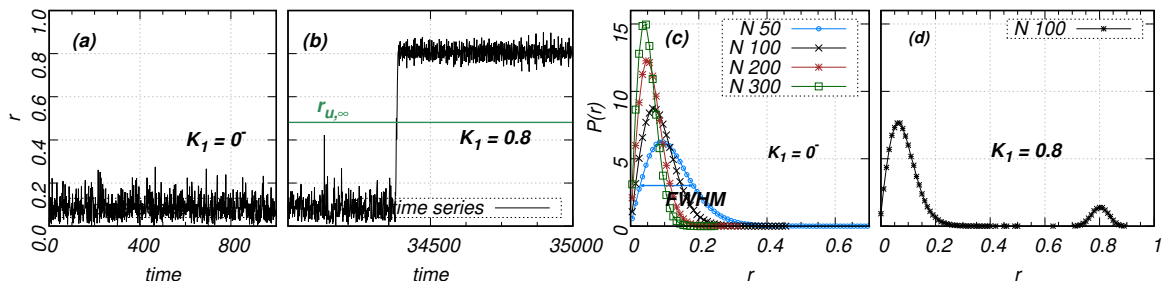 (a)
r
0.0
0.2
0.4
0.6
0.8
1.0
K1 = 0-
0
400
800
time
(b)
ru,∞
K1 = 0.8
time series
34500
35000
time
(c)
P(r)
0
5
10
15
N 50
N 100
N 200
N 300
K1 = 0-
FWHM
0
0.2
0.4
0.6
r
(d)
N 100
K1 = 0.8
0
0.2
0.4
0.6
0.8
1
r